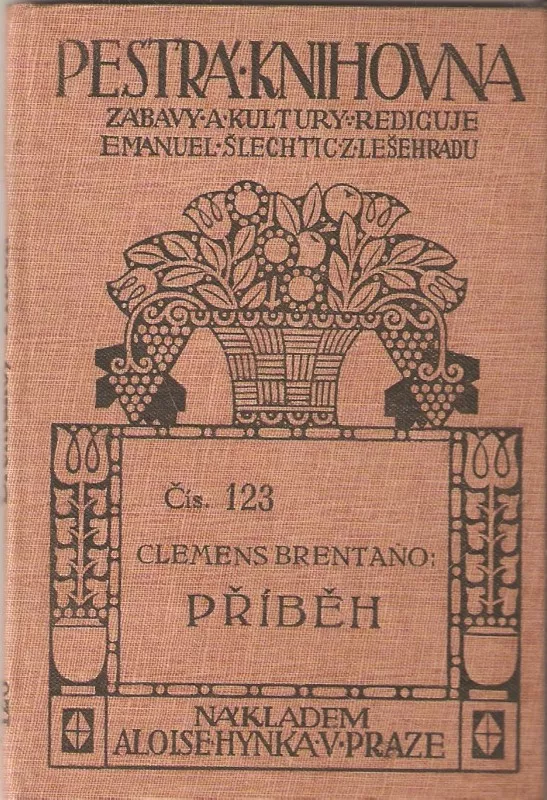 PESTRÁ·KNIHOVNA
ZÁBAVY·A·KULTURY·REDIGUJE
EMANUEL·ŠLECHTIC·Z·LEŠEHRADU
Čís. 123
CLEMENS BRENTANO:
PŘÍBĚH
NÁKLADEM
ALOISE·HYNKA·V·PRAZE